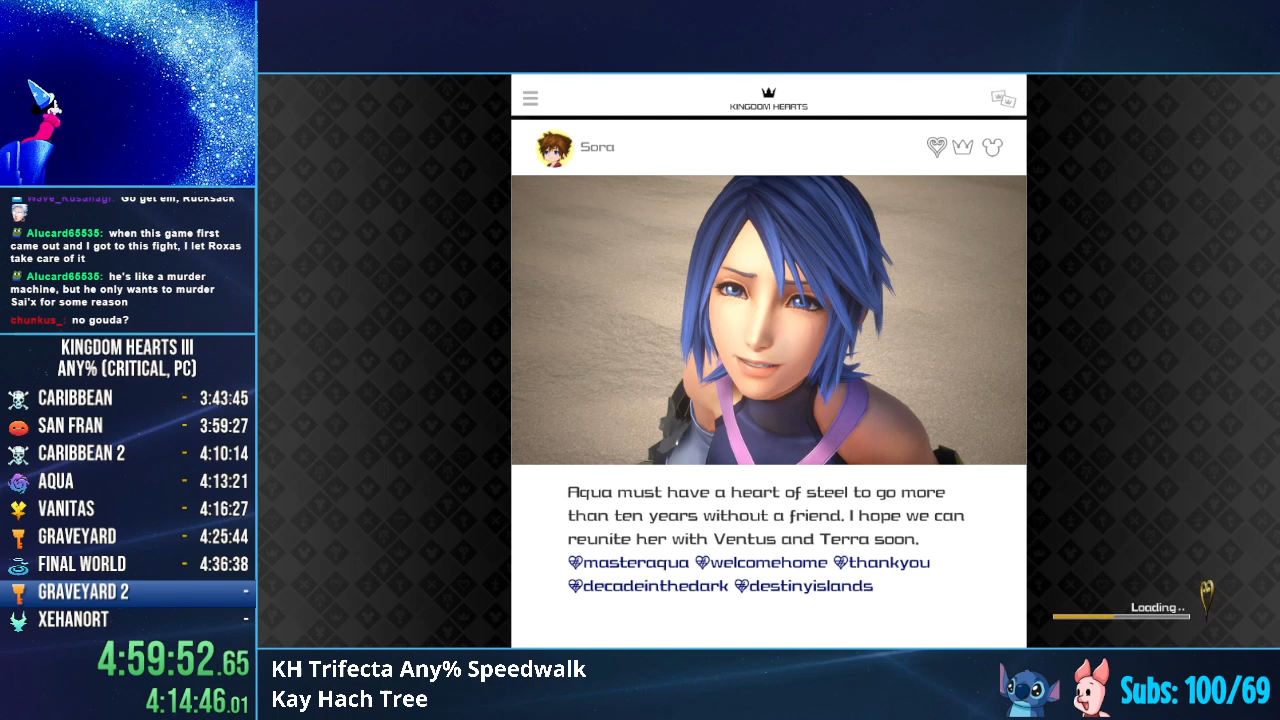 Wave_Kusanagi: Go get em, Rucksack
Alucard65535: when this game first
came out and I got to this fight, I let Roxas
take care of it
Alucard65535: he's like a murder
machine, but he only wants to murder
Sai'x for some reason
chunkus_: no gouda?
KINGDOM HEARTS III
ANY% (CRITICAL, PC)
CARIBBEAN - 3:43:45
SAN FRAN - 3:59:27
CARIBBEAN 2 - 4:10:14
AQUA - 4:13:21
VANITAS - 4:16:27
GRAVEYARD - 4:25:44
FINAL WORLD - 4:36:38
GRAVEYARD 2 -
XEHANORT -
4:59:52.65
4:14:46.01
KINGDOM HEARTS
Sora
Aqua must have a heart of steel to go more
than ten years without a friend. I hope we can
reunite her with Ventus and Terra soon.
masteraqua welcomehome thankyou
decadeinthedark destinyislands
Loading..
KH Trifecta Any% Speedwalk
Kay Hach Tree
Subs: 100/69